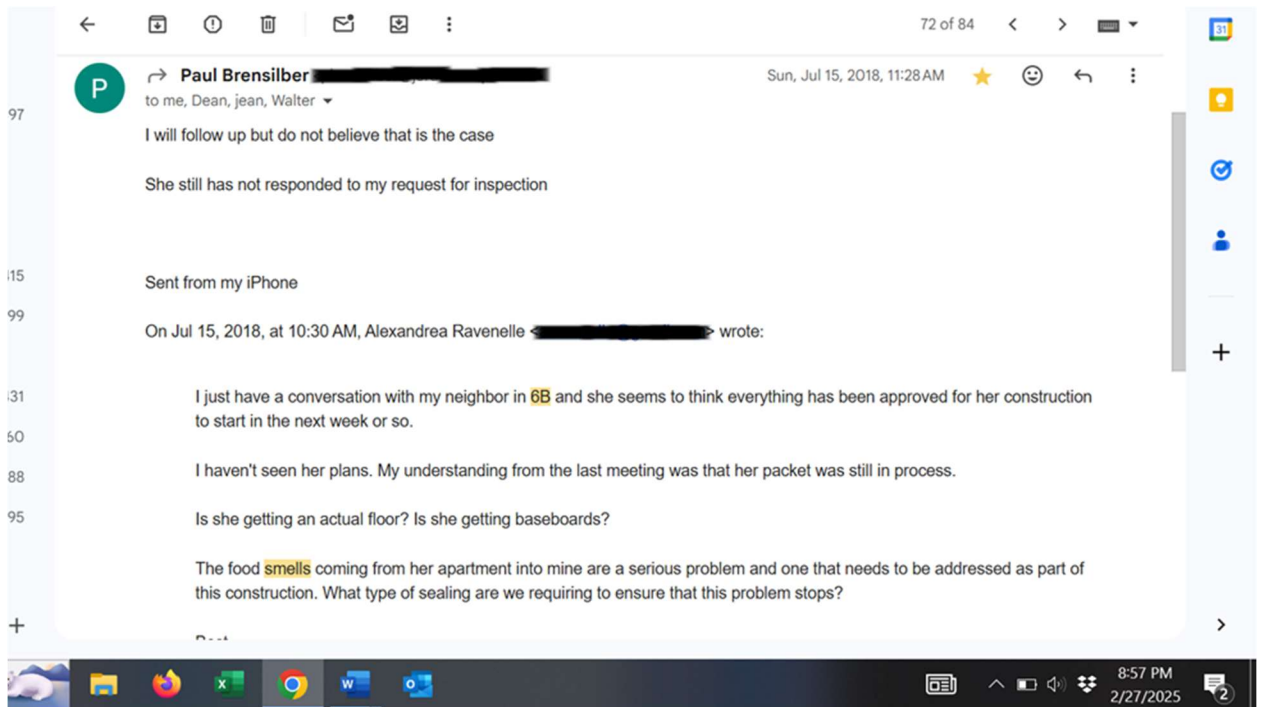 72 of 84
31
P
Paul Brensilber
Sun, Jul 15, 2018, 11:28 AM
to me, Dean, jean, Walter
97
I will follow up but do not believe that is the case
She still has not responded to my request for inspection
15
Sent from my iPhone
99
On Jul 15, 2018, at 10:30 AM, Alexandrea Ravenelle < > wrote:
31
I just have a conversation with my neighbor in 6B and she seems to think everything has been approved for her construction
to start in the next week or so.
60
I haven't seen her plans. My understanding from the last meeting was that her packet was still in process.
88
95
Is she getting an actual floor? Is she getting baseboards?
The food smells coming from her apartment into mine are a serious problem and one that needs to be addressed as part of
this construction. What type of sealing are we requiring to ensure that this problem stops?
8:57 PM
2/27/2025
2